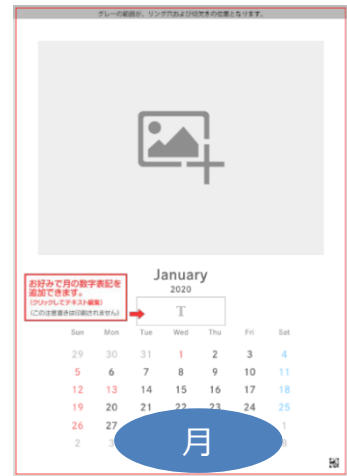 グレーの範囲が、リング穴および切欠きの位置となります。
January
2020
お好みで月の数字表記を
追加できます。
(クリックしてテキスト編集)
(この注意書きは印刷されません)
T
Sun Mon Tue Wed Thu Fri Sat
29 30 31 1 2 3 4
5 6 7 8 9 10 11
12 13 14 15 16 17 18
19 20 21 22 23 24 25
26 27 1
2
月